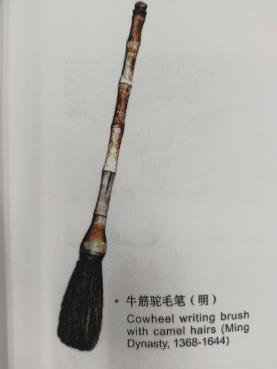 牛筋驼毛笔（明）
Cowheel writing brush
with camel hairs (Ming
Dynasty, 1368-1644)